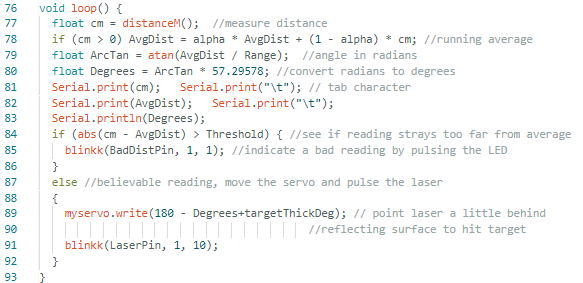 76 void loop() {
77 float cm = distanceM(); //measure distance
78 if (cm > 0) AvgDist = alpha * AvgDist + (1 - alpha) * cm; //running average
79 float ArcTan = atan(AvgDist / Range); //angle in radians
80 float Degrees = ArcTan * 57.29578; //convert radians to degrees
81 Serial.print(cm); Serial.print("\t"); // tab character
82 Serial.print(AvgDist); Serial.print("\t");
83 Serial.println(Degrees);
84 if (abs(cm - AvgDist) > Threshold) { //see if reading strays too far from average
85 blinkk(BadDistPin, 1, 1); //indicate a bad reading by pulsing the LED
86 }
87 else //believable reading, move the servo and pulse the laser
88 {
89 myservo.write(180 - Degrees+targetThickDeg); // point laser a little behind
90 //reflecting surface to hit target
91 blinkk(LaserPin, 1, 10);
92 }
93 }